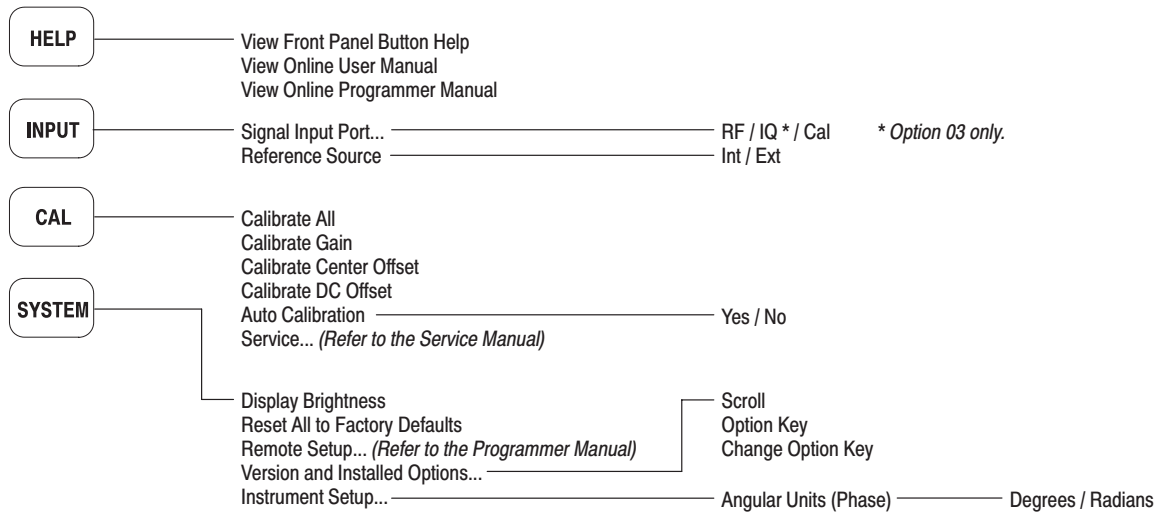 HELP
View Front Panel Button Help
View Online User Manual
View Online Programmer Manual
INPUT
Signal Input Port... RF / IQ * / Cal * Option 03 only.
Reference Source Int / Ext
CAL
Calibrate All
Calibrate Gain
Calibrate Center Offset
Calibrate DC Offset
Auto Calibration Yes / No
Service... (Refer to the Service Manual)
SYSTEM
Display Brightness Scroll
Reset All to Factory Defaults Option Key
Remote Setup... (Refer to the Programmer Manual) Change Option Key
Version and Installed Options...
Instrument Setup... Angular Units (Phase) Degrees / Radians